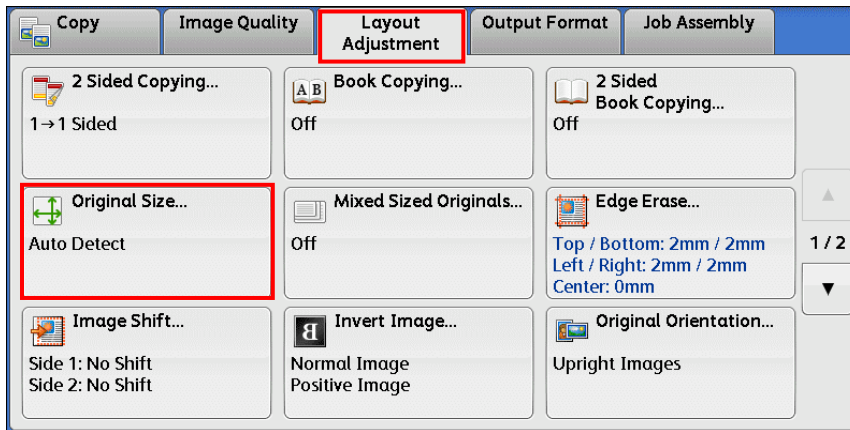 Copy
Image Quality
Layout
Adjustment
Output Format
Job Assembly
2 Sided Copying...
1→1 Sided
A B
Book Copying...
Off
2 Sided
Book Copying...
Off
Original Size...
Auto Detect
Mixed Sized Originals...
Off
Edge Erase...
Top / Bottom: 2mm / 2mm
Left / Right: 2mm / 2mm
Center: 0mm
1 / 2
Image Shift...
Side 1: No Shift
Side 2: No Shift
B
Invert Image...
Normal Image
Positive Image
Original Orientation...
Upright Images